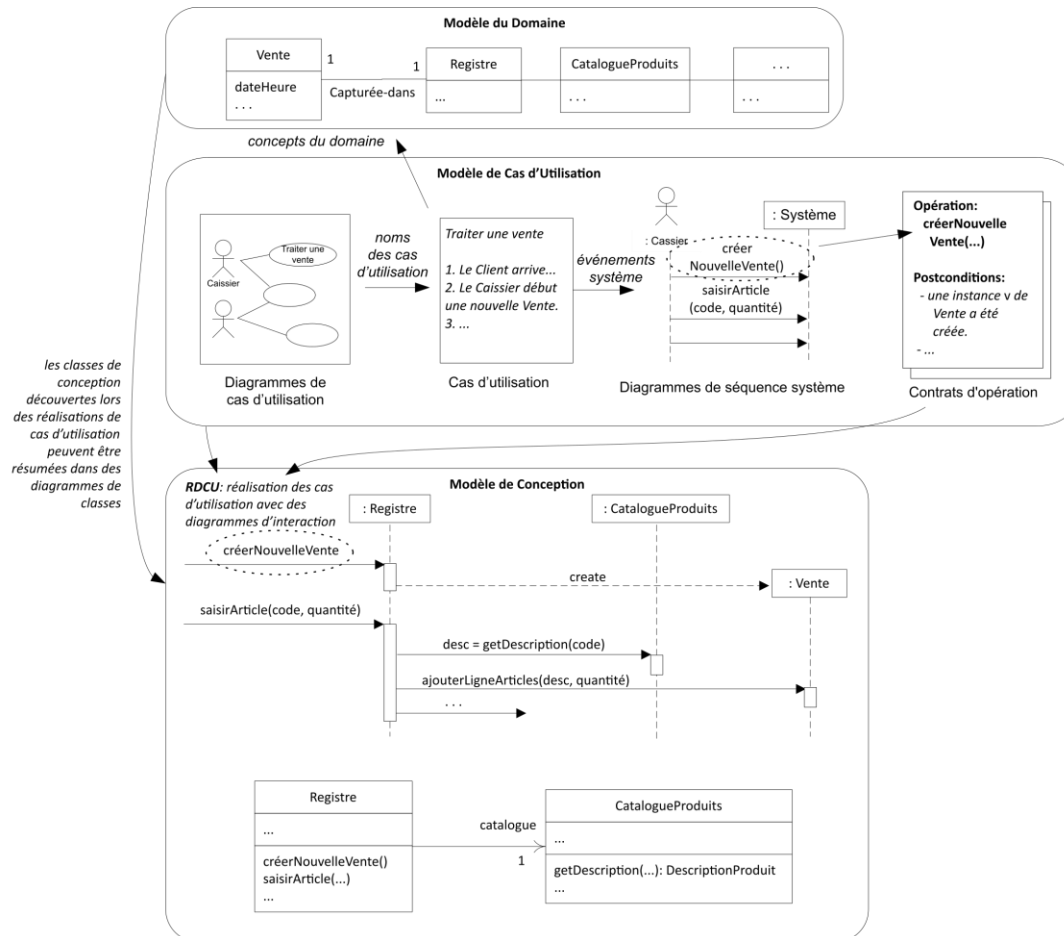 Modèle du Domaine
Vente
dateHeure
. . .
1
1
Capturée-dans
Registre
...
CatalogueProduits
. . .
. . .
. . .
concepts du domaine
Modèle de Cas d'Utilisation
Traiter une
vente
Caissier
Diagrammes de
cas d'utilisation
noms
des cas
d'utilisation
Traiter une vente
1. Le Client arrive...
2. Le Caissier début
une nouvelle Vente.
3. ...
Cas d'utilisation
événements
système
: Cassier
: Système
créer
NouvelleVente()
saisirArticle
(code, quantité)
Diagrammes de séquence système
Opération:
créerNouvelle
Vente(...)
Postconditions:
- une instance v de
Vente a été
créée.
- ...
Contrats d'opération
les classes de
conception
découvertes lors
des réalisations de
cas d'utilisation
peuvent être
résumées dans des
diagrammes de
classes
Modèle de Conception
RDCU: réalisation des cas
d'utilisation avec des
diagrammes d'interaction
: Registre
: CatalogueProduits
créerNouvelleVente
create
: Vente
saisirArticle(code, quantité)
desc = getDescription(code)
ajouterLigneArticles(desc, quantité)
. . .
Registre
...
créerNouvelleVente()
saisirArticle(...)
...
catalogue
1
CatalogueProduits
...
getDescription(...): DescriptionProduit
...